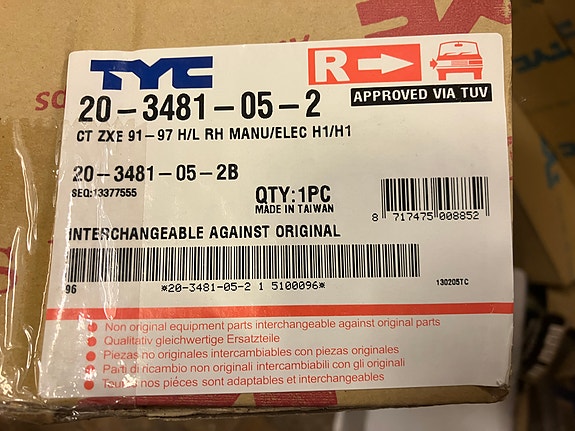 TYC
R
20-3481-05-2
APPROVED VIA TUV
CT ZXE 91-97 H/L RH MANU/ELEC H1/H1
20-3481-05-2B
SEQ:13377555
QTY:1PC
MADE IN TAIWAN
8 717475 008852
INTERCHANGEABLE AGAINST ORIGINAL
96
*20-3481-05-2 1 5100096*
130205TC
Non original equipment parts interchangeable against original parts
Qualitativ gleichwertige Ersatzteile
Piezas no originales intercambiables con piezas originales
Parti di ricambio non originali intercambiabili con gli originali
nos piéces sont adaptables et interchangeables